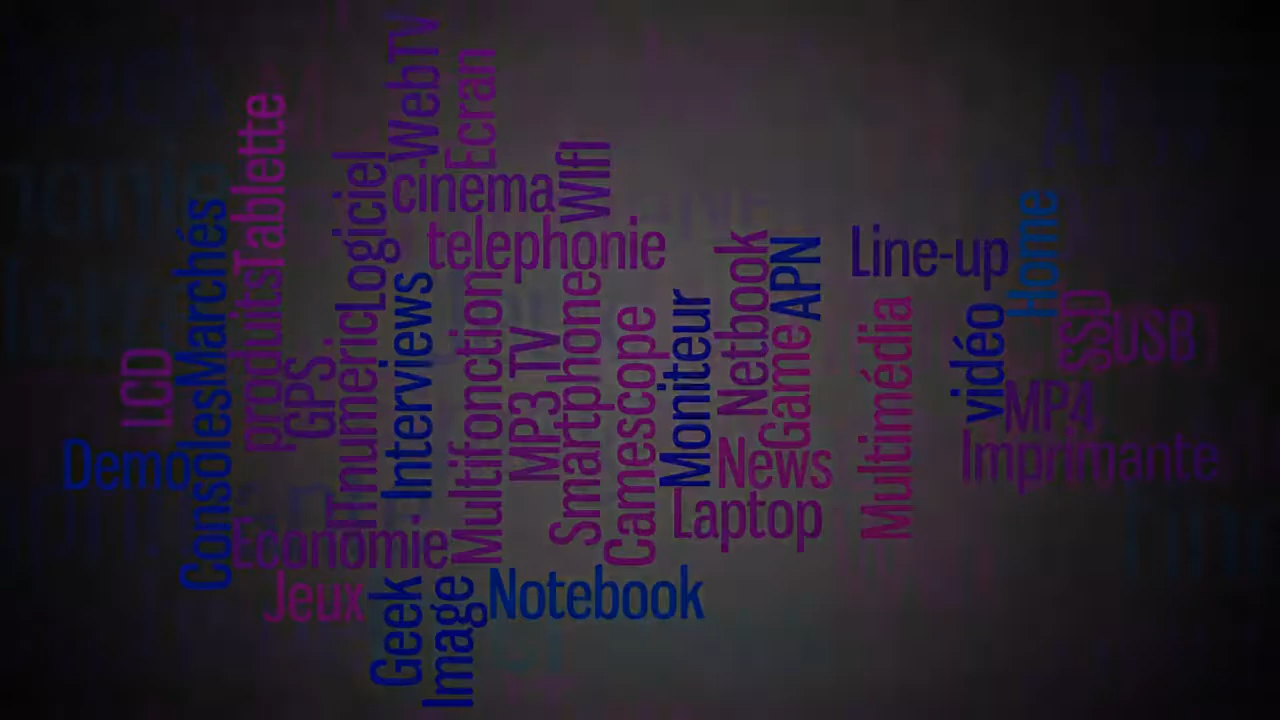 WebTV
Ecran
Tablette
Logiciel
cinema
Wifi
Marchés
produits
telephonie
Netbook
APN
Line-up
Home
LCD
GPS
numeric
IT
Interviews
Multifonction
MP3
TV
Smartphone
Camescope
Moniteur
Game
Multimédia
vidéo
SSD
USB
MP4
Demo
Consoles
News
Imprimante
Economie
Laptop
Jeux
Geek
Image
Notebook